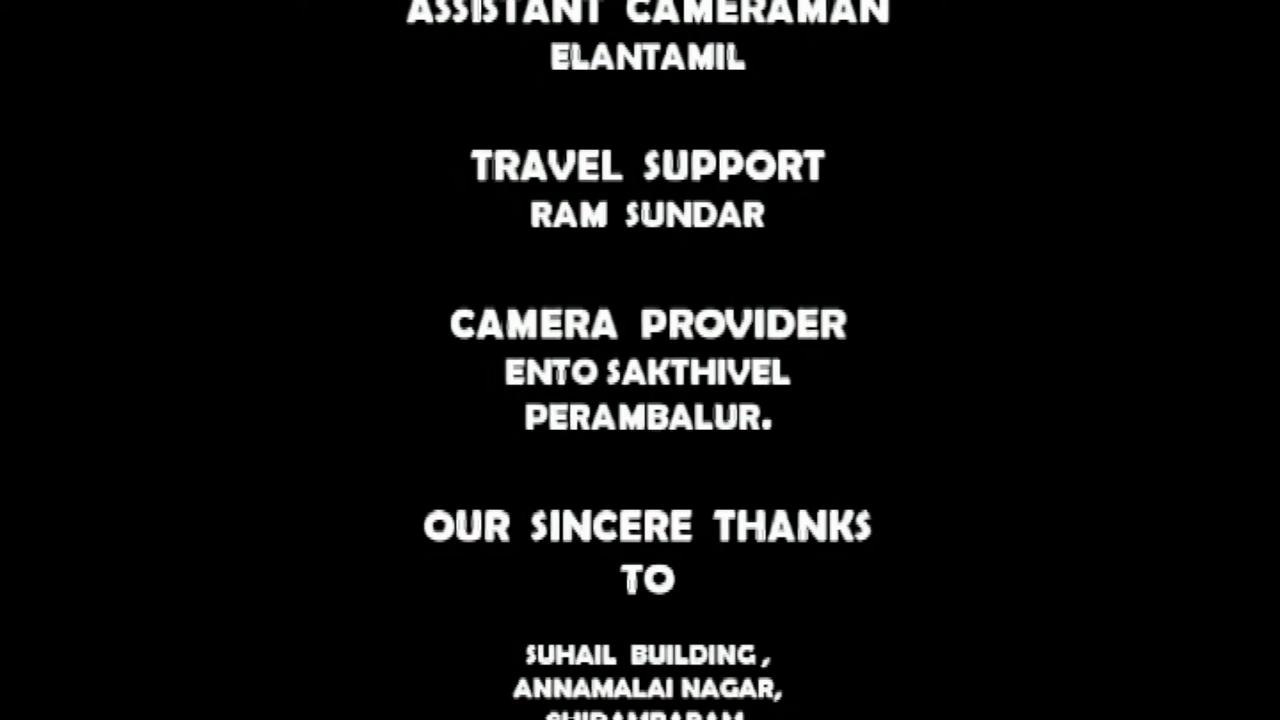 ASSISTANT CAMERAMAN
ELANTAMIL
TRAVEL SUPPORT
RAM SUNDAR
CAMERA PROVIDER
ENTO SAKTHIVEL
PERAMBALUR.
OUR SINCERE THANKS
TO
SUHAIL BUILDING ,
ANNAMALAI NAGAR,